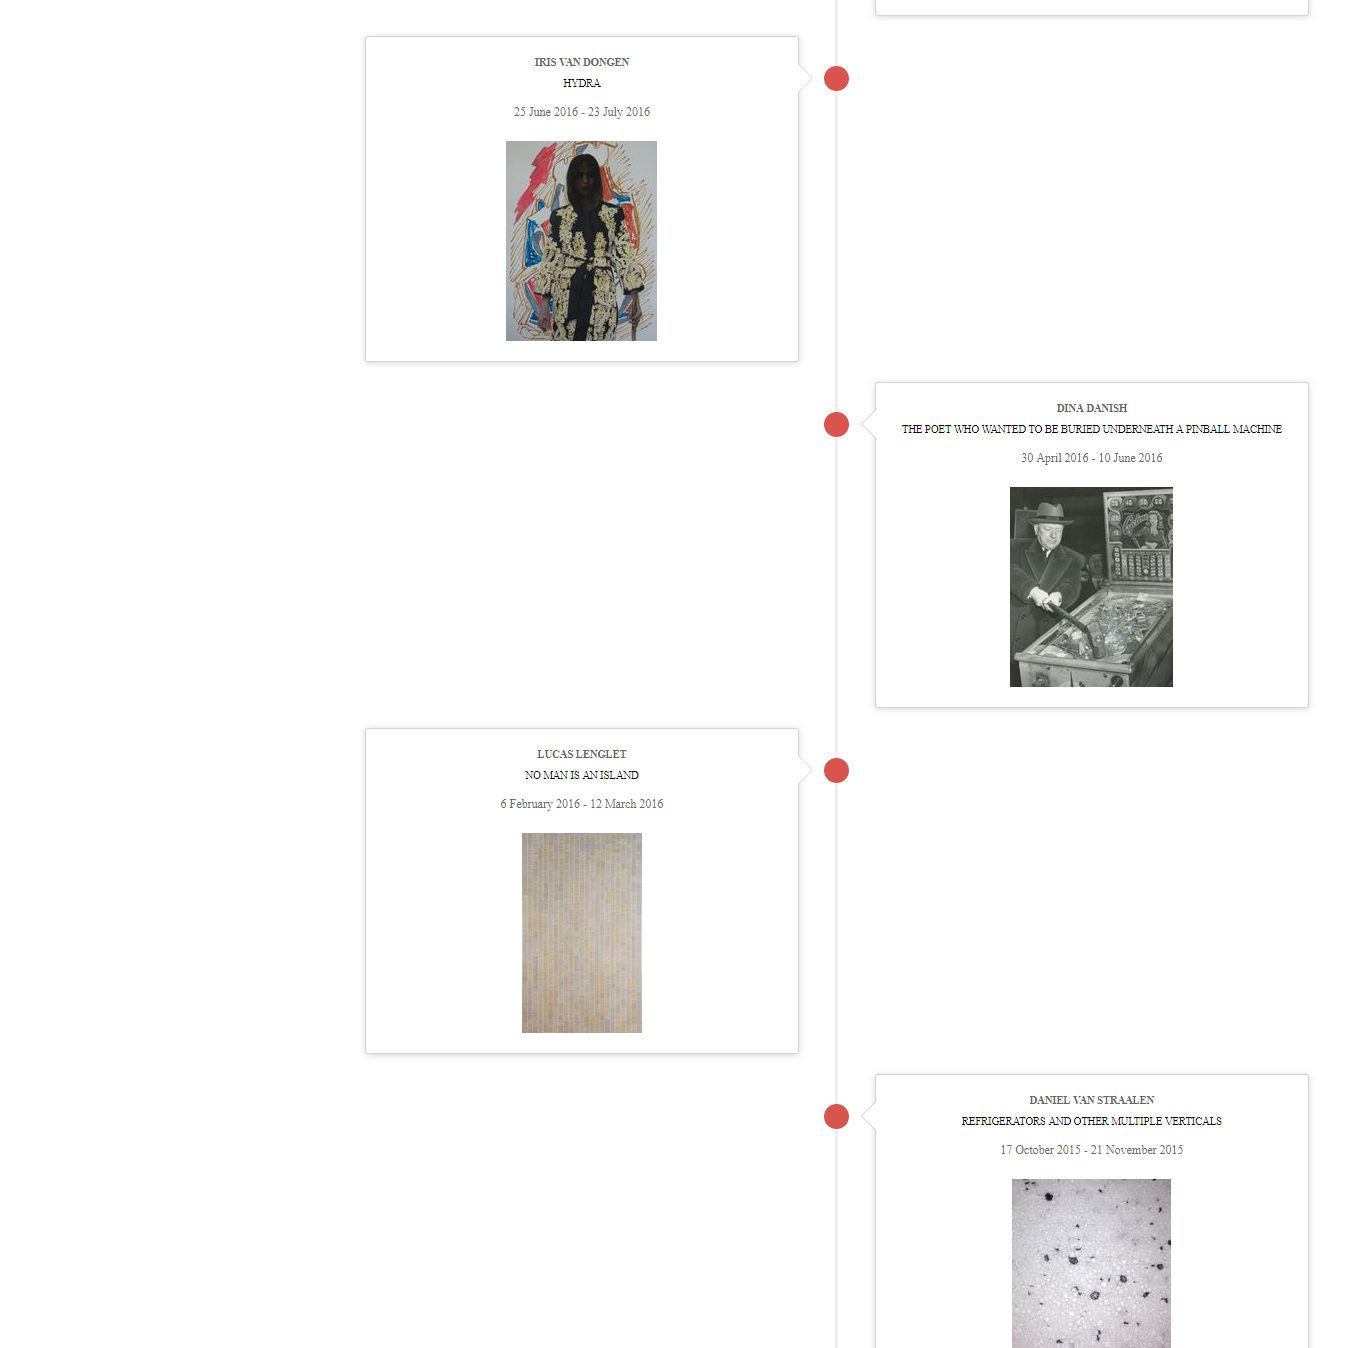 IRIS VAN DONGEN
HYDRA
25 June 2016 - 23 July 2016
DINA DANISH
THE POET WHO WANTED TO BE BURIED UNDERNEATH A PINBALL MACHINE
30 April 2016 - 10 June 2016
LUCAS LENGLET
NO MAN IS AN ISLAND
6 February 2016 - 12 March 2016
DANIEL VAN STRAALEN
REFRIGERATORS AND OTHER MULTIPLE VERTICALS
17 October 2015 - 21 November 2015